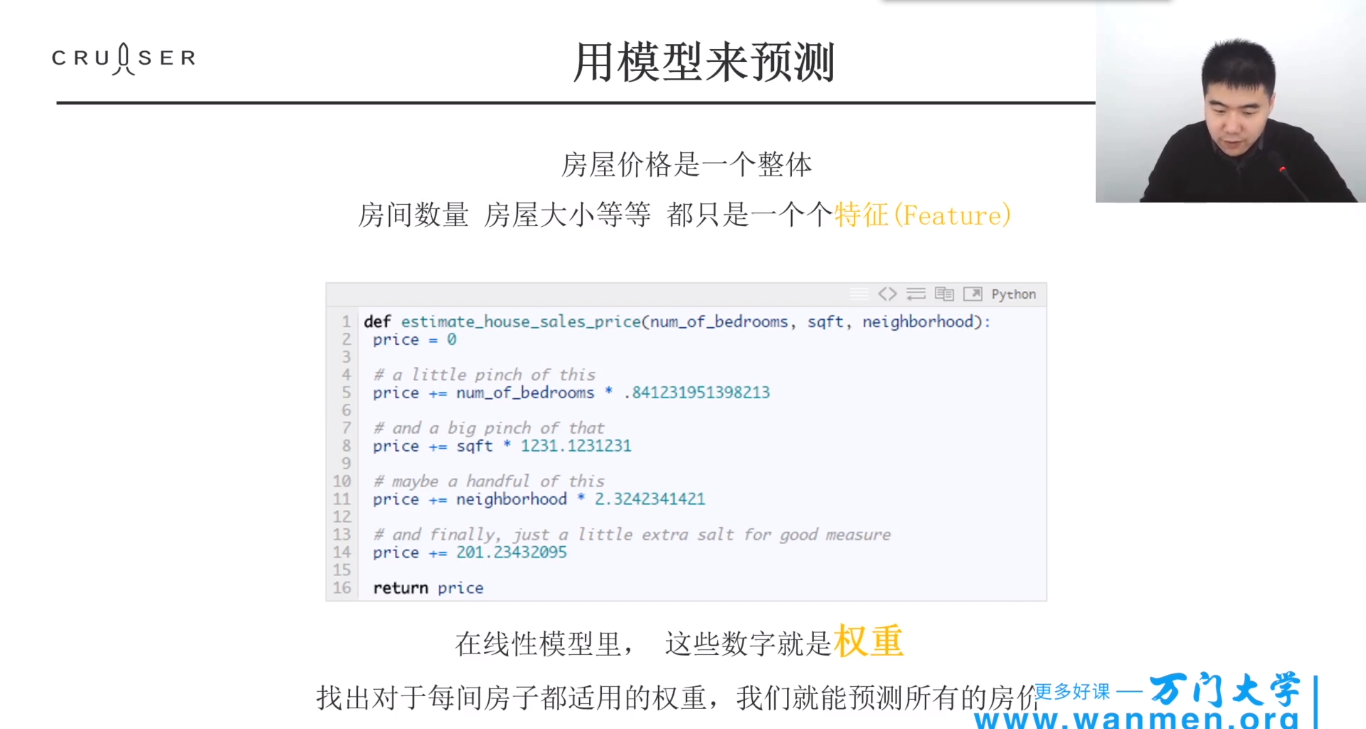 CRUISER
用模型来预测
房屋价格是一个整体
房间数量 房屋大小等等 都只是一个个特征(Feature)
Python
1 def estimate_house_sales_price(num_of_bedrooms, sqft, neighborhood):
2 price = 0
3
4 # a little pinch of this
5 price += num_of_bedrooms * .841231951398213
6
7 # and a big pinch of that
8 price += sqft * 1231.1231231
9
10 # maybe a handful of this
11 price += neighborhood * 2.3242341421
12
13 # and finally, just a little extra salt for good measure
14 price += 201.23432095
15
16 return price
在线性模型里， 这些数字就是权重
找出对于每间房子都适用的权重，我们就能预测所有的房价
更多好课 — 万门大学
www.wanmen.org